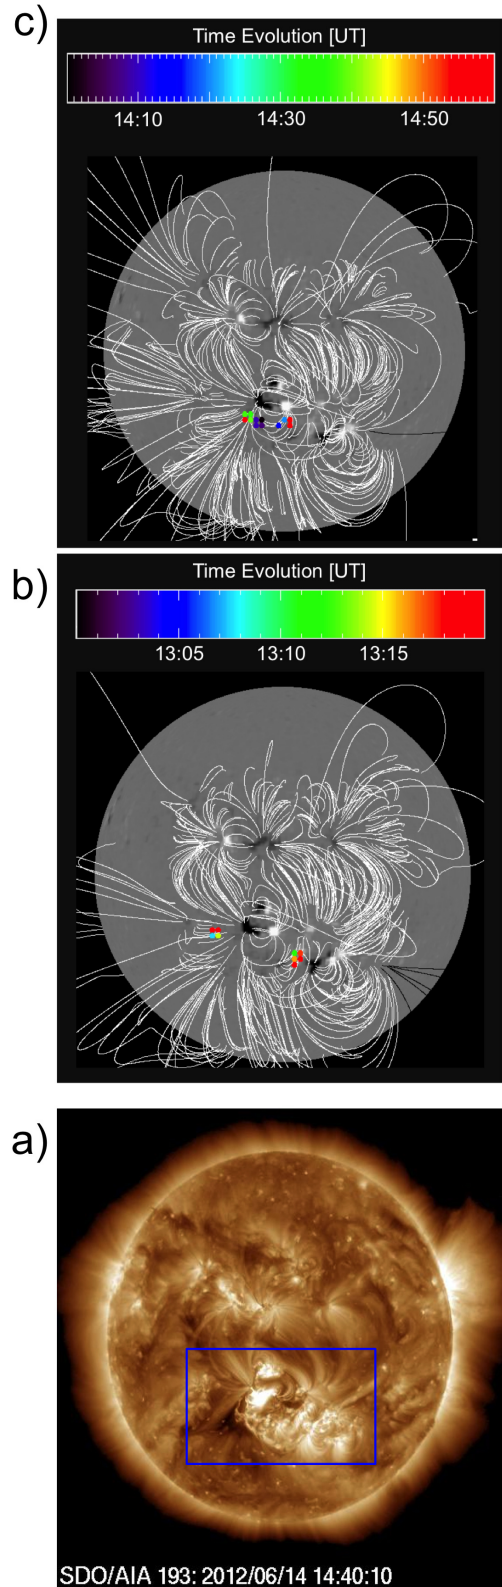 c)
Time Evolution [UT]
14:10 14:30 14:50
b)
Time Evolution [UT]
13:05 13:10 13:15
a)
SDO/AIA 193: 2012/06/14 14:40:10